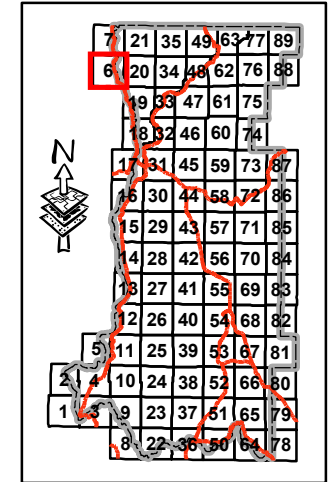 7 21 35 49 63 77 89
6 20 34 48 62 76 88
19 33 47 61 75
18 32 46 60 74
N
17 31 45 59 73 87
16 30 44 58 72 86
15 29 43 57 71 85
14 28 42 56 70 84
13 27 41 55 69 83
12 26 40 54 68 82
5 11 25 39 53 67 81
2 4 10 24 38 52 66 80
1 3 9 23 37 51 65 79
8 22 36 50 64 78